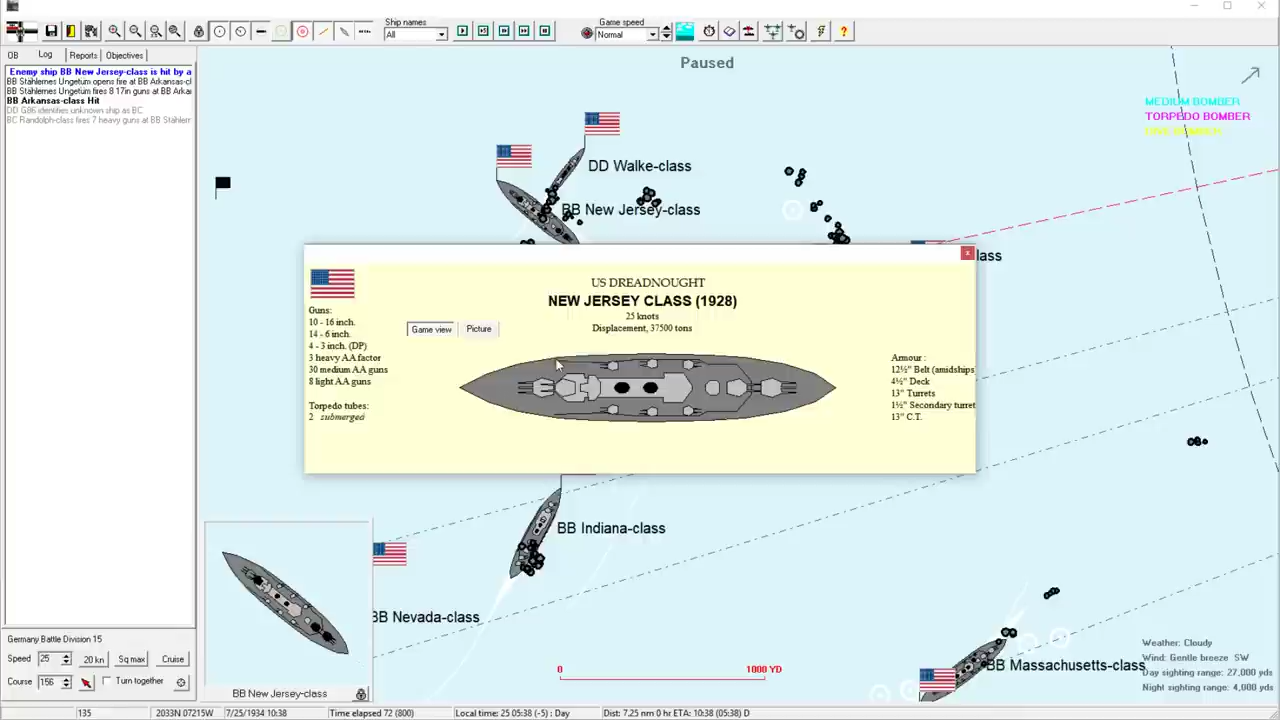 Ship names
All
Game speed
Normal
OB Log Reports Objectives
Paused
Enemy ship BB New Jersey-class is hit by a
BB Stählernes Ungetüm opens fire at BB Arkansas-cl
BB Stählernes Ungetüm fires 8 17in guns at BB Arkar
BB Arkansas-class Hit
DD G86 identifies unknown ship as BC
BC Randolph-class fires 7 heavy guns at BB Stählern
MEDIUM BOMBER
TORPEDO BOMBER
DIVE BOMBER
DD Walke-class
BB New Jersey-class
lass
US DREADNOUGHT
NEW JERSEY CLASS (1928)
25 knots
Displacement, 37500 tons
Guns:
10 - 16 inch.
14 - 6 inch.
4 - 3 inch. (DP)
3 heavy AA factor
30 medium AA guns
8 light AA guns
Torpedo tubes:
2 submerged
Game view Picture
Armour :
12½" Belt (amidships
4½" Deck
13" Turrets
1½" Secondary turret
13" C.T.
BB Indiana-class
BB Nevada-class
BB Massachusetts-class
0 1000 YD
Weather: Cloudy
Wind: Gentle breeze SW
Day sighting range: 27,000 yds
Night sighting range: 4,000 yds
Germany Battle Division 15
Speed 25 20 kn Sq max Cruise
Course 156 Turn together
BB New Jersey-class
135 2033N 07215W 7/25/1934 10:38 Time elapsed 72 (800) Local time: 25 05:38 (-5) : Day Dist: 7.25 nm 0 hr ETA: 10:38 (05:38) D